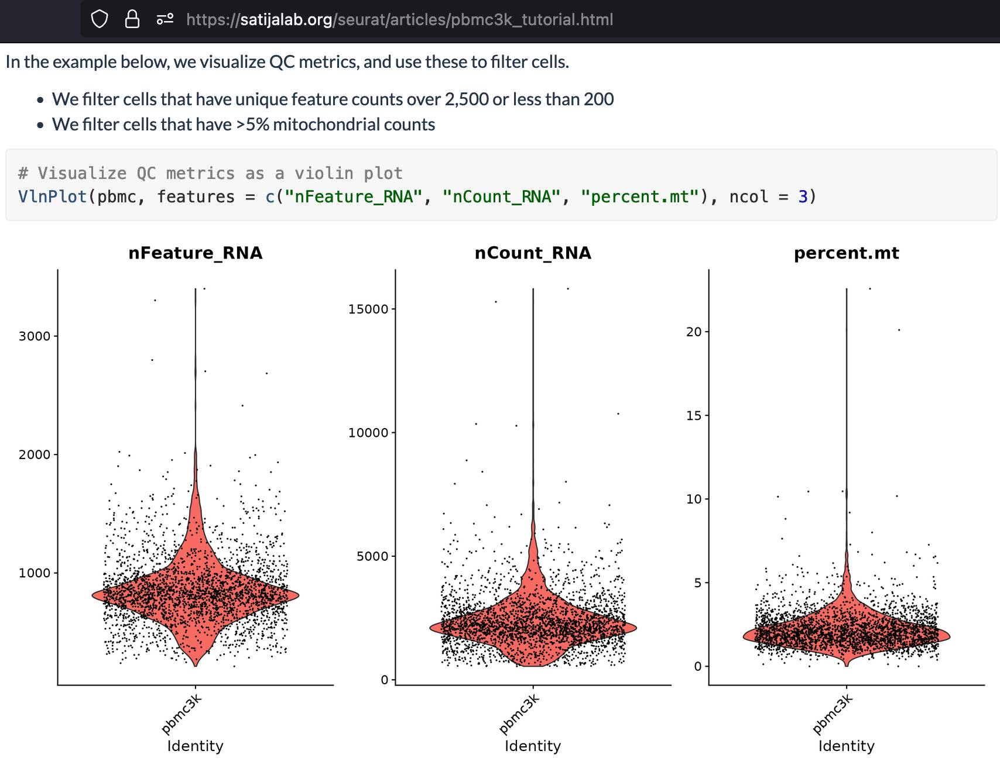 https://satijalab.org/seurat/articles/pbmc3k_tutorial.html
In the example below, we visualize QC metrics, and use these to filter cells.
• We filter cells that have unique feature counts over 2,500 or less than 200
• We filter cells that have >5% mitochondrial counts
# Visualize QC metrics as a violin plot
VlnPlot(pbmc, features = c("nFeature_RNA", "nCount_RNA", "percent.mt"), ncol = 3)
nFeature_RNA
3000
2000
1000
pbmc3k
Identity
nCount_RNA
15000
10000
5000
0
pbmc3k
Identity
percent.mt
20
15
10
5
0
pbmc3k
Identity